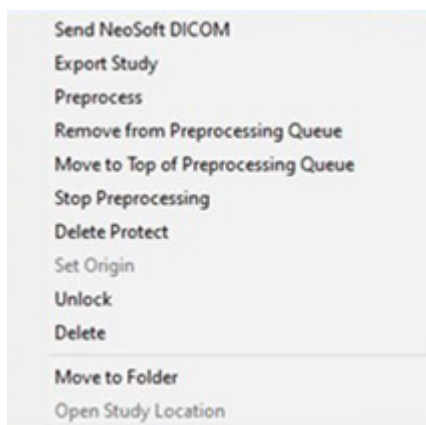 Send NeoSoft DICOM
Export Study
Preprocess
Remove from Preprocessing Queue
Move to Top of Preprocessing Queue
Stop Preprocessing
Delete Protect
Set Origin
Unlock
Delete
Move to Folder
Open Study Location